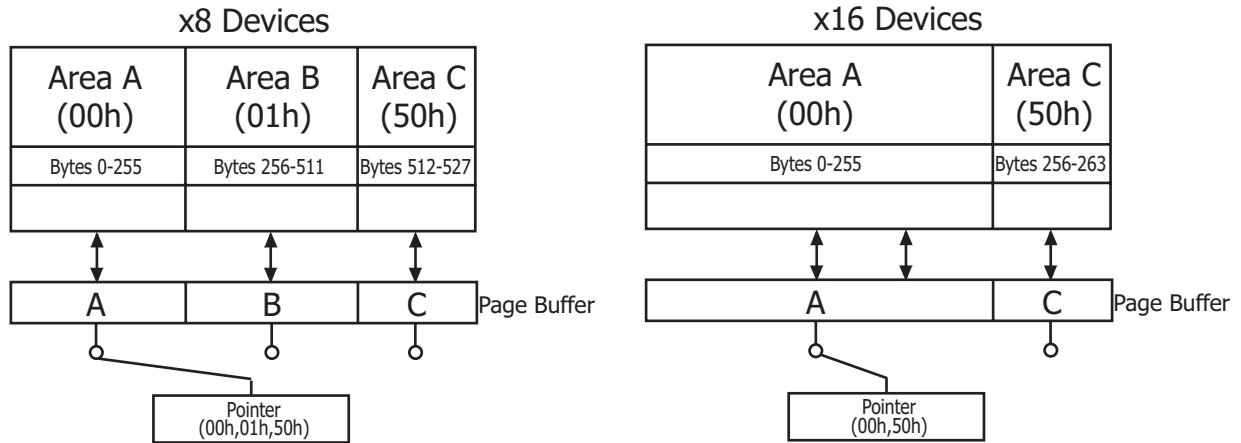 x8 Devices
Area A
(00h)
Area B
(01h)
Area C
(50h)
Bytes 0-255
Bytes 256-511
Bytes 512-527
A
B
C
Page Buffer
Pointer
(00h,01h,50h)
x16 Devices
Area A
(00h)
Area C
(50h)
Bytes 0-255
Bytes 256-263
A
C
Page Buffer
Pointer
(00h,50h)